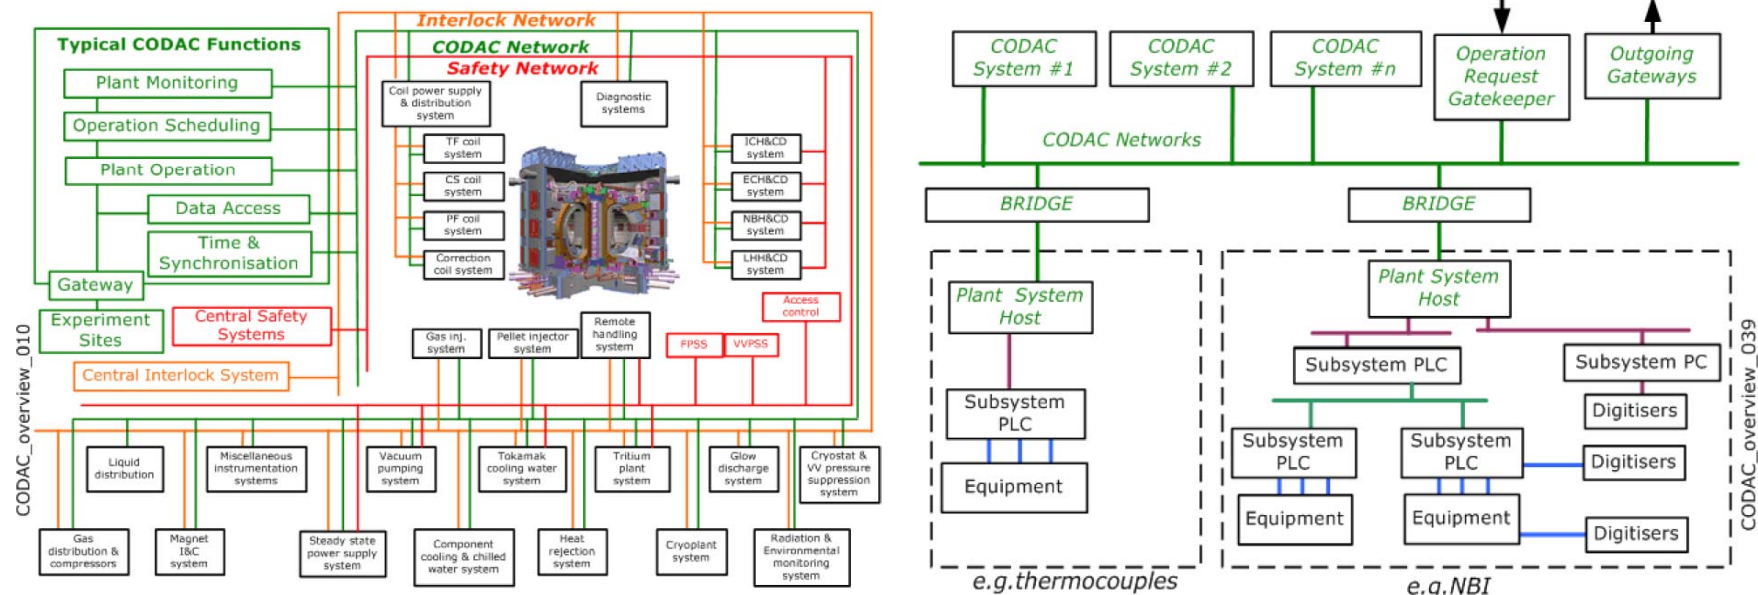 Interlock Network
CODAC Network
Safety Network
Typical CODAC Functions
Plant Monitoring
Operation Scheduling
Plant Operation
Data Access
Time &
Synchronisation
Gateway
Experiment
Sites
Central Safety
Systems
Central Interlock System
CODAC_overview_010
Coil power supply
& distribution
system
Diagnostic
systems
TF coil
system
CS coil
system
PF coil
system
Correction
coil system
ICH&CD
system
ECH&CD
system
NBH&CD
system
LHH&CD
system
Access
control
Gas inj.
system
Pellet injector
system
Remote
handling
system
FPSS
VVPSS
Liquid
distribution
Miscellaneous
instrumentation
systems
Vacuum
pumping
system
Tokamak
cooling water
system
Tritium
plant
system
Glow
discharge
system
Cryostat &
VV pressure
suppression
system
Gas
distribution &
compressors
Magnet
I&C
system
Steady state
power supply
system
Component
cooling & chilled
water system
Heat
rejection
system
Cryoplant
system
Radiation &
Environmental
monitoring
system
CODAC
System #1
CODAC
System #2
CODAC
System #n
Operation
Request
Gatekeeper
Outgoing
Gateways
CODAC Networks
BRIDGE
BRIDGE
Plant System
Host
Subsystem
PLC
Equipment
e.g.thermocouples
Plant System
Host
Subsystem PLC
Subsystem PC
Digitisers
Subsystem
PLC
Subsystem
PLC
Digitisers
Equipment
Equipment
Digitisers
e.g.NBI
CODAC_overview_039